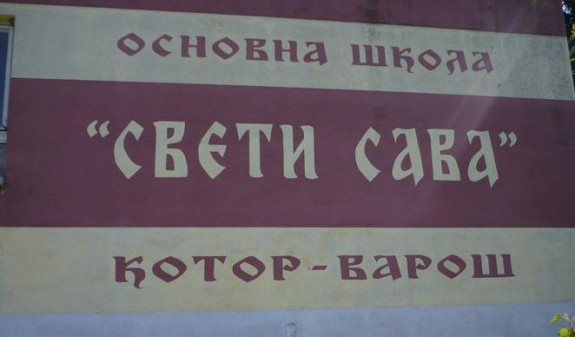 ОСНОВНА ШКОЛА
“СВЕТИ САВА”
КОТОР-ВАРОШ